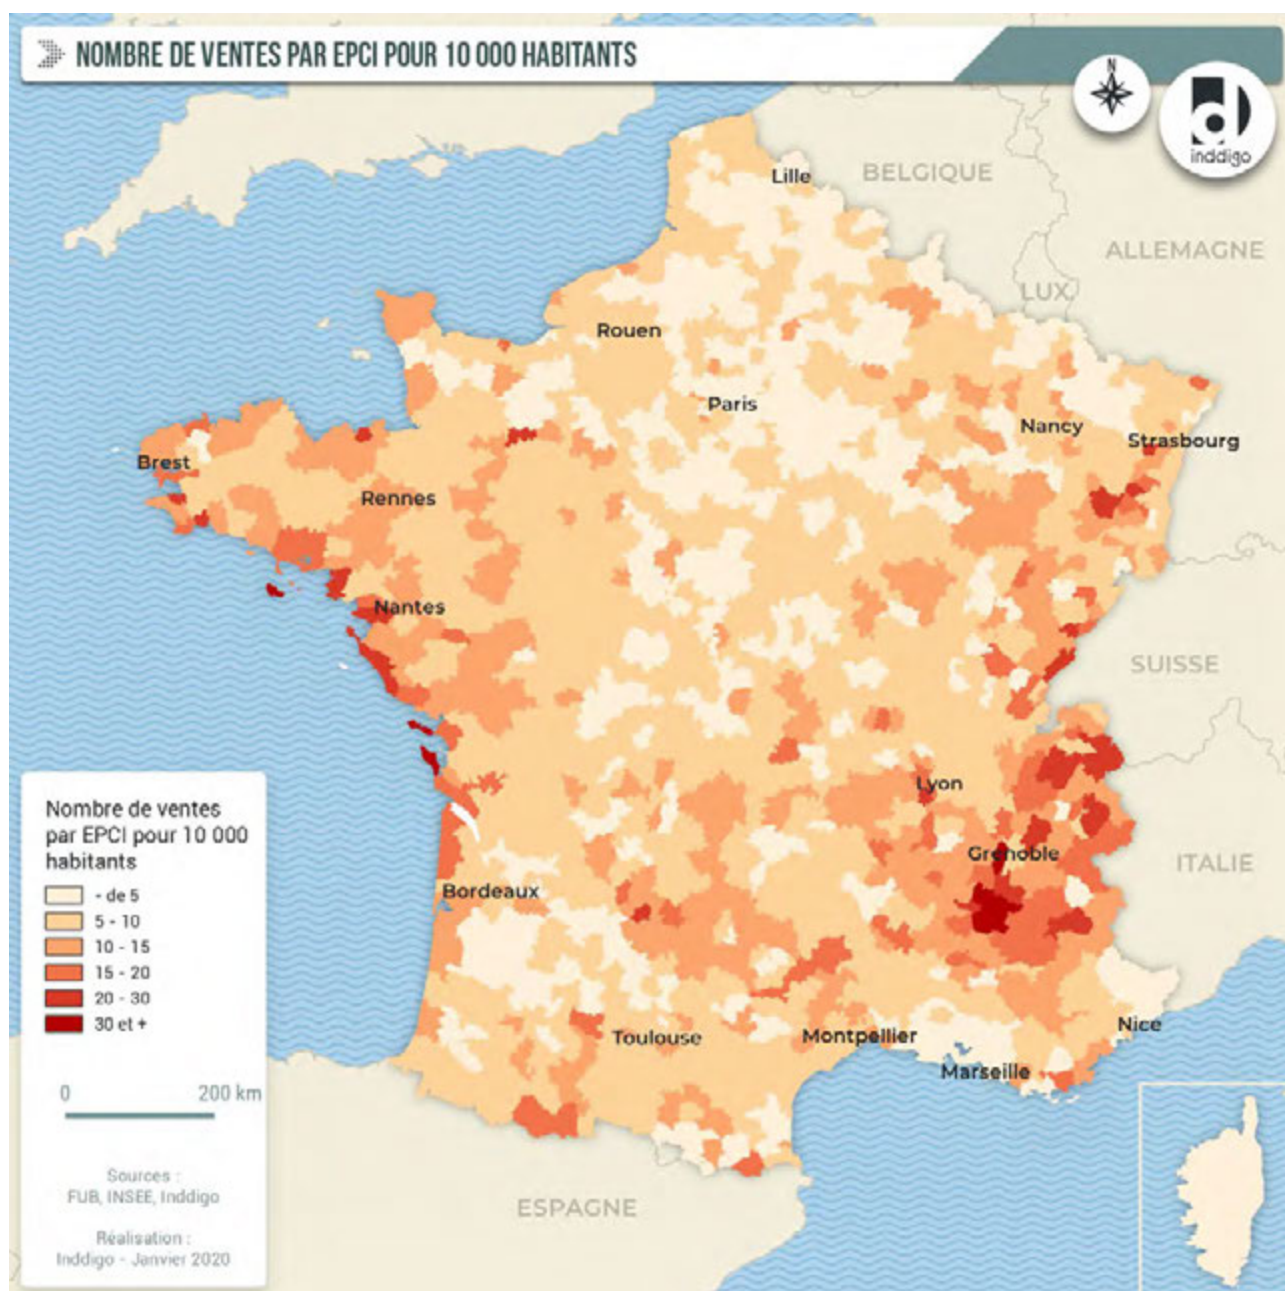 NOMBRE DE VENTES PAR EPCI POUR 10 000 HABITANTS
N
d
inddigo
BELGIQUE
Lille
ALLEMAGNE
LUX.
Rouen
Paris
Nancy
Strasbourg
Brest
Rennes
Nantes
SUISSE
Lyon
Grenoble
ITALIE
Bordeaux
Toulouse
Montpellier
Nice
Marseille
ESPAGNE
Nombre de ventes
par EPCI pour 10 000
habitants
- de 5
5 - 10
10 - 15
15 - 20
20 - 30
30 et +
0 200 km
Sources :
FUB, INSEE, Inddigo
Réalisation :
Inddigo - Janvier 2020